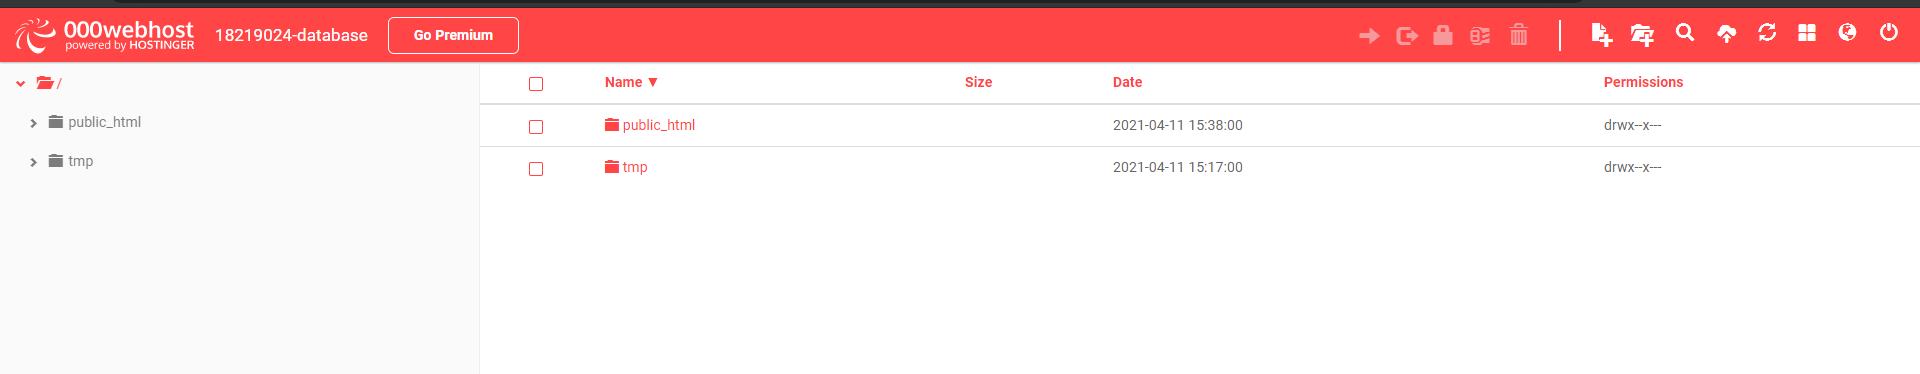 000webhost
powered by HOSTINGER
18219024-database
Go Premium
/
public_html
tmp
Name ▼ Size Date Permissions
public_html 2021-04-11 15:38:00 drwx--x---
tmp 2021-04-11 15:17:00 drwx--x---